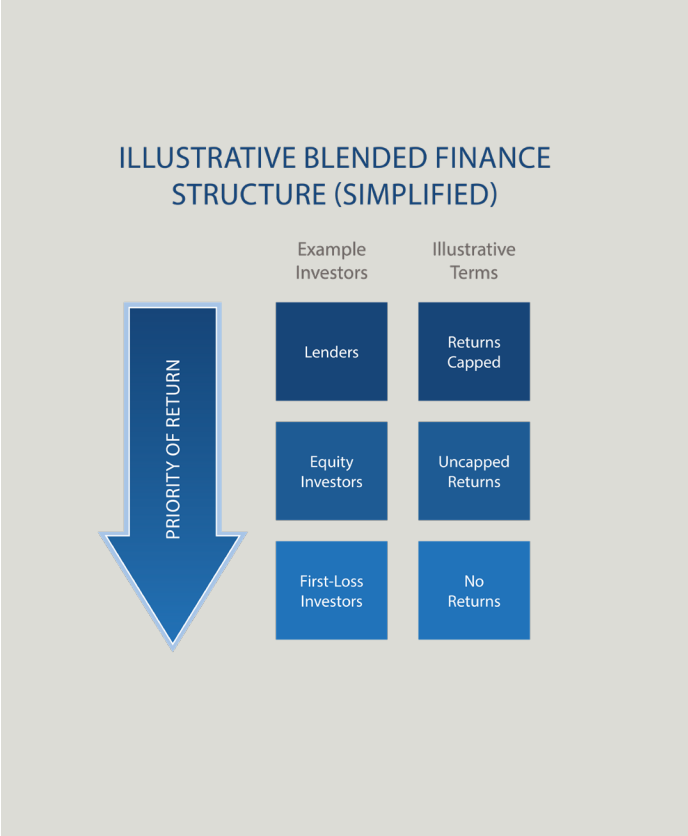 ILLUSTRATIVE BLENDED FINANCE
STRUCTURE (SIMPLIFIED)
Example
Investors
Illustrative
Terms
PRIORITY OF RETURN
Lenders
Returns
Capped
Equity
Investors
Uncapped
Returns
First-Loss
Investors
No
Returns